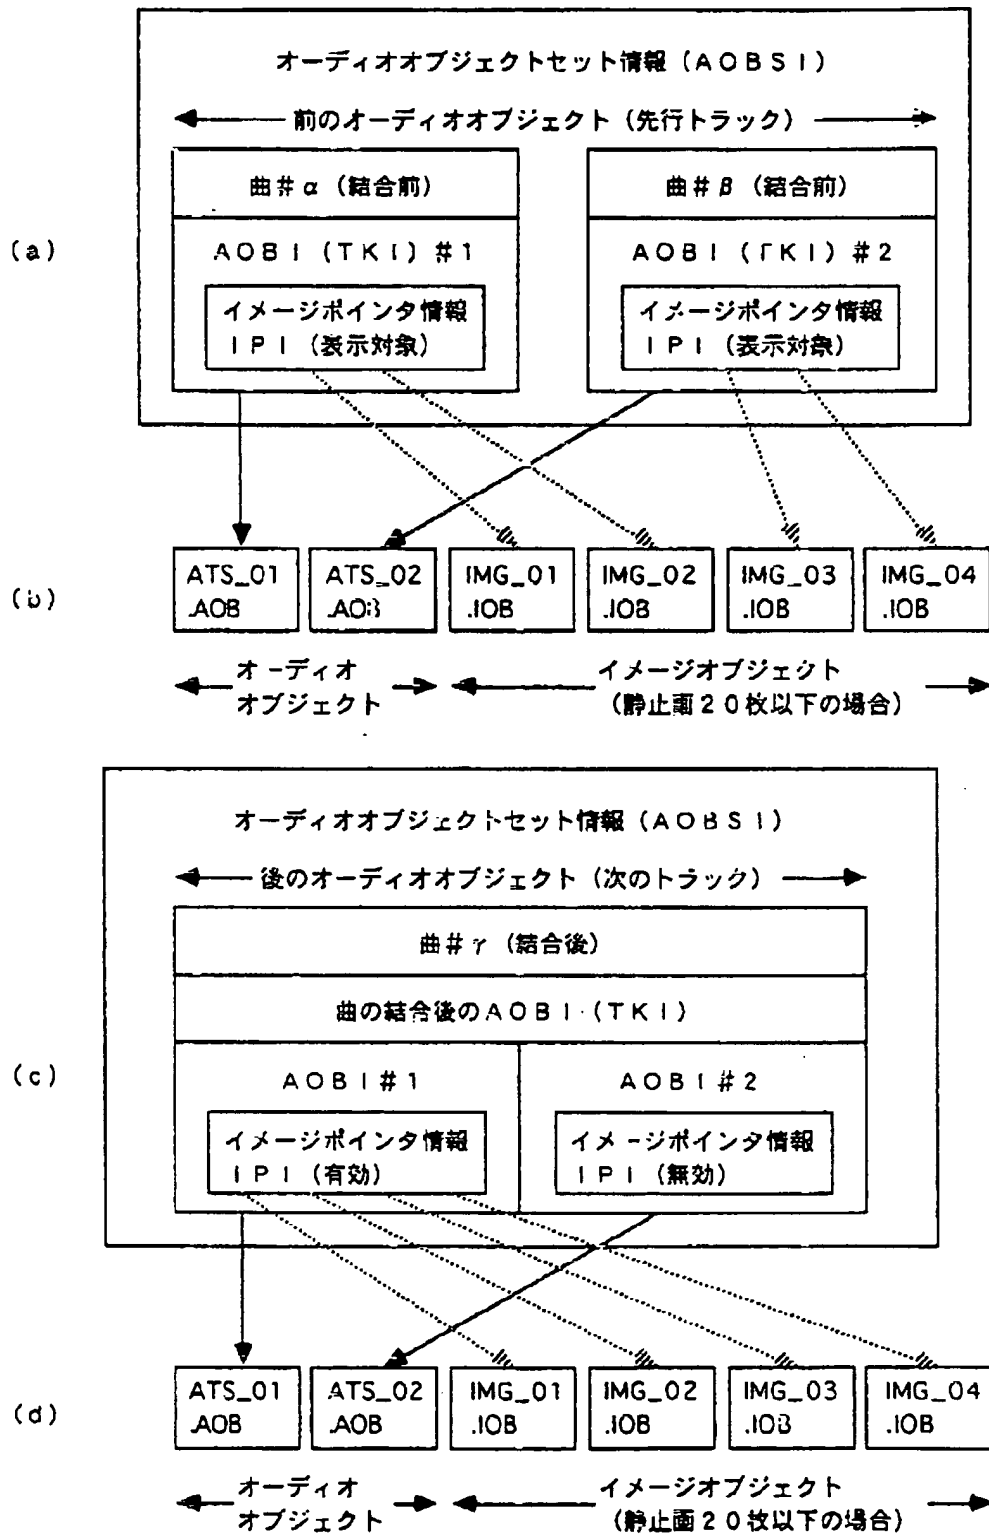 オーディオオブジェクトセット情報(AOBSI)
前のオーディオオブジェクト(先行トラック)
曲#α(結合前)
曲#β(結合前)
(a)
AOBI(TKI)#1
AOBI(TKI)#2
イメージポインタ情報
IPI(表示対象)
イメージポインタ情報
IPI(表示対象)
(b)
ATS_01
.AOB
ATS_02
.AOB
IMG_01
.IOB
IMG_02
.IOB
IMG_03
.IOB
IMG_04
.IOB
オーディオ
オブジェクト
イメージオブジェクト
(静止画20枚以下の場合)
オーディオオブジェクトセット情報(AOBSI)
後のオーディオオブジェクト(次のトラック)
曲#γ(結合後)
曲の結合後のAOBI(TKI)
(c)
AOBI#1
AOBI#2
イメージポインタ情報
IPI(有効)
イメージポインタ情報
IPI(無効)
(d)
ATS_01
.AOB
ATS_02
.AOB
IMG_01
.IOB
IMG_02
.IOB
IMG_03
.IOB
IMG_04
.IOB
オーディオ
オブジェクト
イメージオブジェクト
(静止画20枚以下の場合)